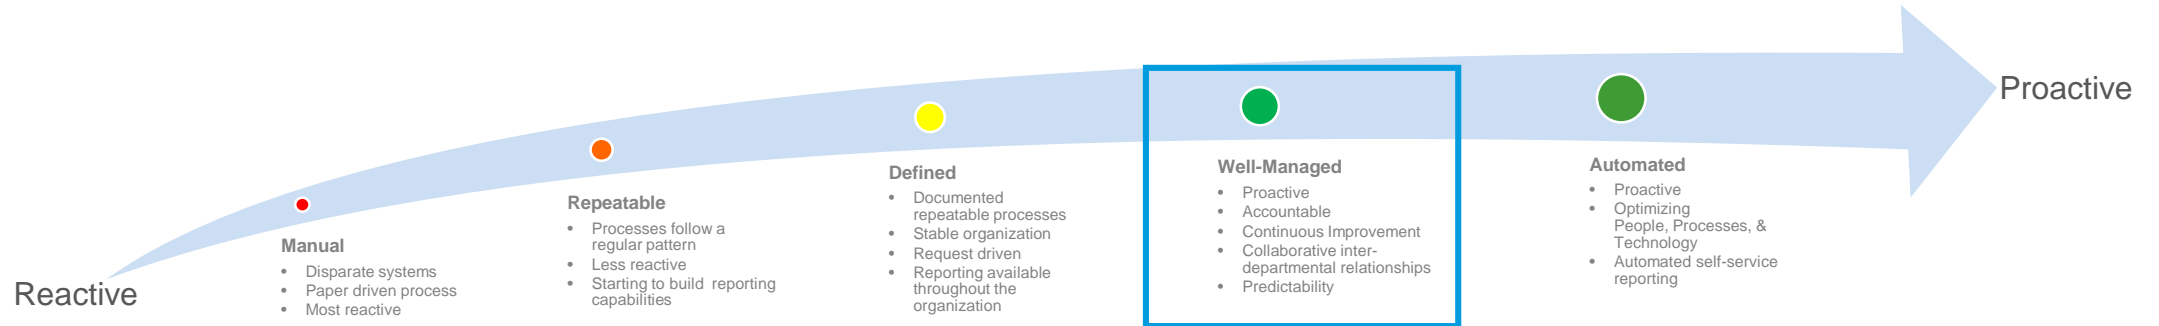 Reactive
Manual
• Disparate systems
• Paper driven process
• Most reactive
Repeatable
• Processes follow a
regular pattern
• Less reactive
• Starting to build reporting
capabilities
Defined
• Documented
repeatable processes
• Stable organization
• Request driven
• Reporting available
throughout the
organization
Well-Managed
• Proactive
• Accountable
• Continuous Improvement
• Collaborative inter-
departmental relationships
• Predictability
Automated
• Proactive
• Optimizing
People, Processes, &
Technology
• Automated self-service
reporting
Proactive